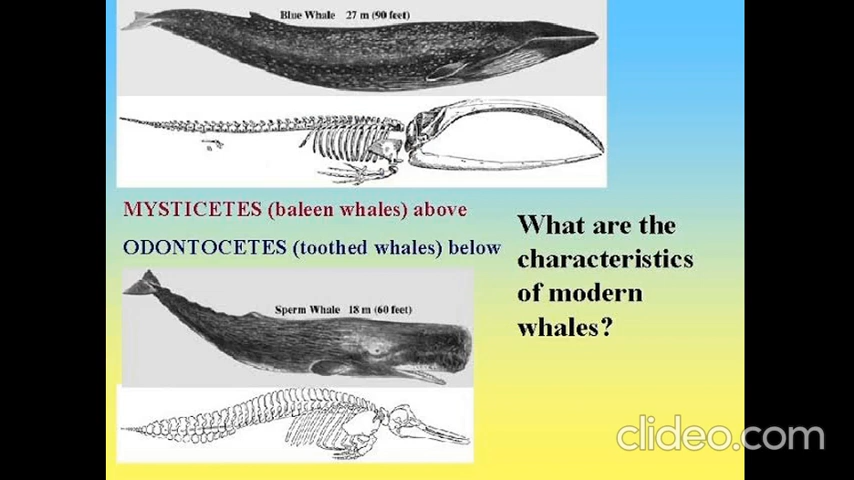 Blue Whale 27 m (90 feet)
MYSTICETES (baleen whales) above
ODONTOCETES (toothed whales) below
What are the
characteristics
of modern
whales?
Sperm Whale 18 m (60 feet)
clideo.com